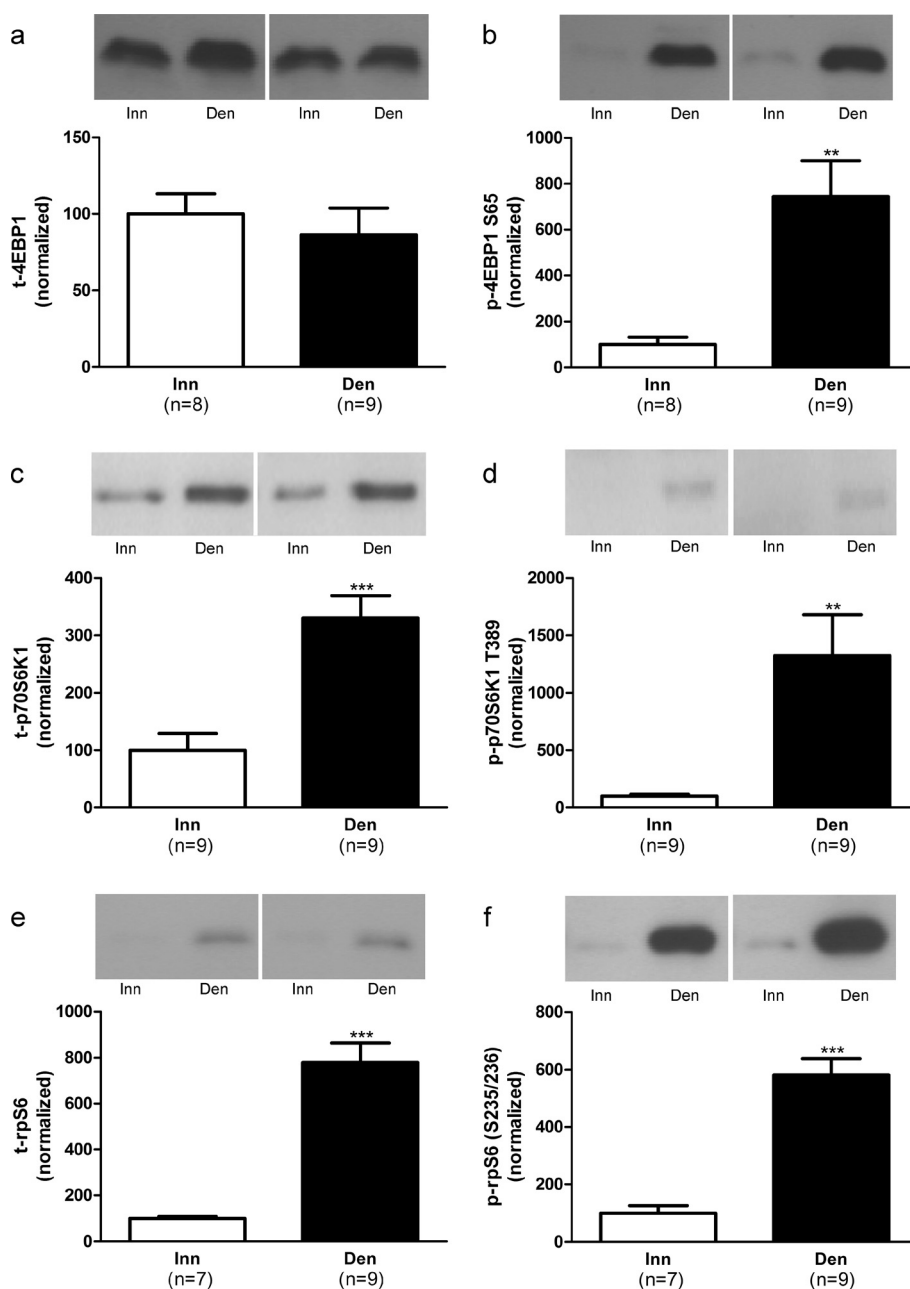 a
Inn Den Inn Den
t-4EBP1
(normalized)
150
100
50
0
Inn Den
(n=8) (n=9)
b
Inn Den Inn Den
p-4EBP1 S65
(normalized)
1000
800
600
400
200
0
**
Inn Den
(n=8) (n=9)
c
Inn Den Inn Den
t-p70S6K1
(normalized)
400
300
200
100
0
***
Inn Den
(n=9) (n=9)
d
Inn Den Inn Den
p-p70S6K1 T389
(normalized)
2000
1500
1000
500
0
**
Inn Den
(n=9) (n=9)
e
Inn Den Inn Den
t-rpS6
(normalized)
1000
800
600
400
200
0
***
Inn Den
(n=7) (n=9)
f
Inn Den Inn Den
p-rpS6 (S235/236)
(normalized)
800
600
400
200
0
***
Inn Den
(n=7) (n=9)